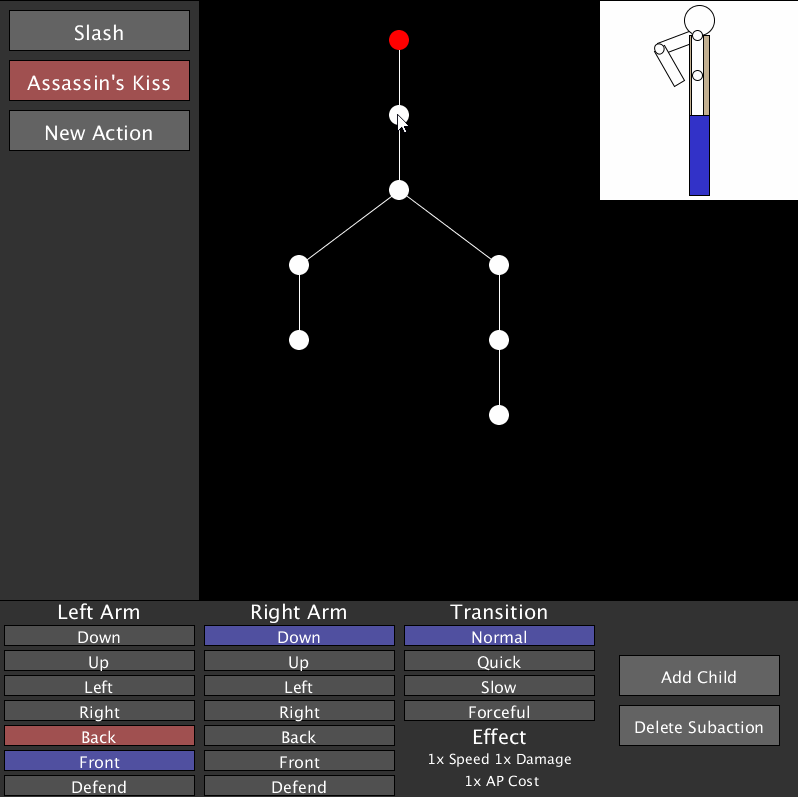 Slash
Assassin's Kiss
New Action
Left Arm
Down
Up
Left
Right
Back
Front
Defend
Right Arm
Down
Up
Left
Right
Back
Front
Defend
Transition
Normal
Quick
Slow
Forceful
Effect
1x Speed 1x Damage
1x AP Cost
Add Child
Delete Subaction